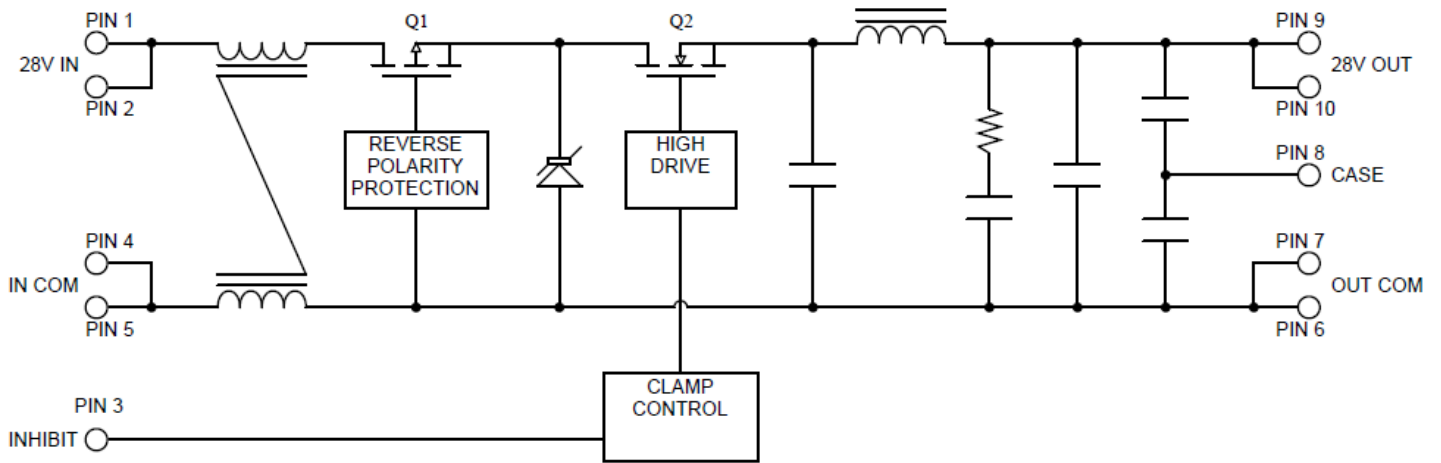 PIN 1
28V IN
PIN 2
Q1
Q2
PIN 9
28V OUT
PIN 10
REVERSE
POLARITY
PROTECTION
HIGH
DRIVE
PIN 8
CASE
PIN 4
IN COM
PIN 5
PIN 7
OUT COM
PIN 6
CLAMP
CONTROL
PIN 3
INHIBIT